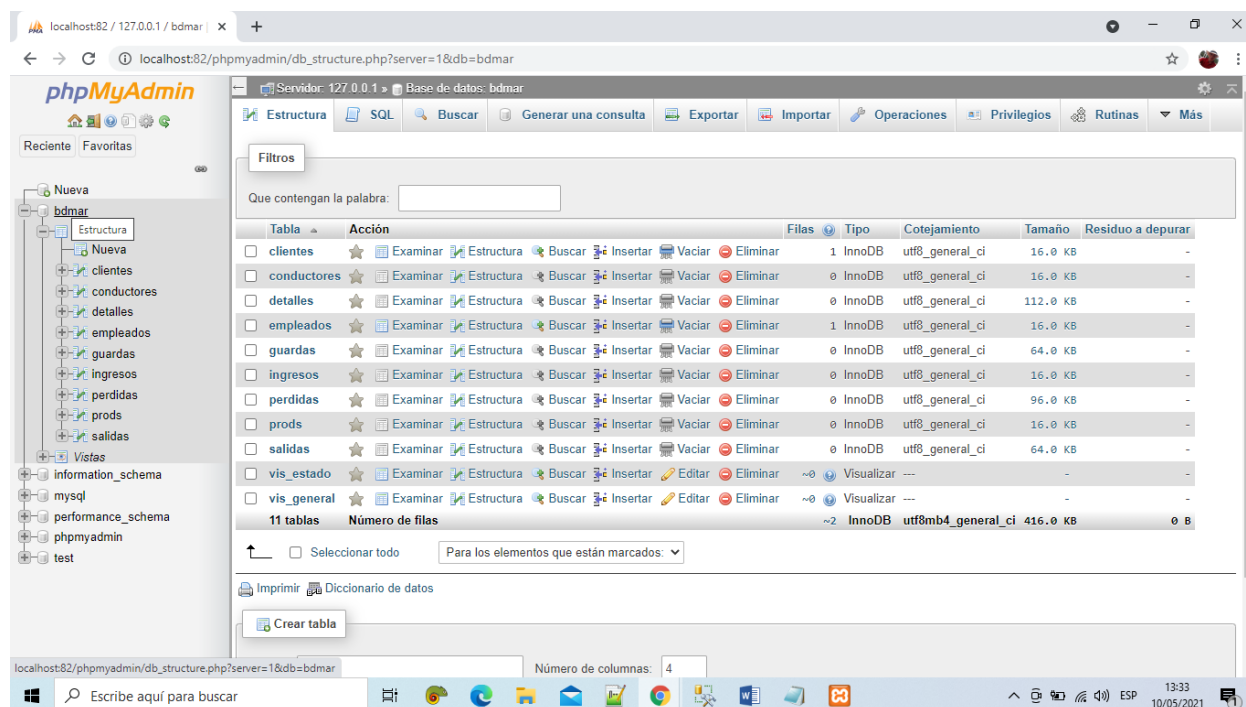 localhost:82 / 127.0.0.1 / bdmar |
localhost:82/phpmyadmin/db_structure.php?server=1&db=bdmar
phpMyAdmin
Reciente Favoritas
Nueva
bdmar
Estructura
Nueva
clientes
conductores
detalles
empleados
guardas
ingresos
perdidas
prods
salidas
Vistas
information_schema
mysql
performance_schema
phpmyadmin
test
Servidor: 127.0.0.1 » Base de datos: bdmar
Estructura SQL Buscar Generar una consulta Exportar Importar Operaciones Privilegios Rutinas Más
Filtros
Que contengan la palabra:
Tabla Acción Filas Tipo Cotejamiento Tamaño Residuo a depurar
clientes Examinar Estructura Buscar Insertar Vaciar Eliminar 1 InnoDB utf8_general_ci 16.0 KB -
conductores Examinar Estructura Buscar Insertar Vaciar Eliminar 0 InnoDB utf8_general_ci 16.0 KB -
detalles Examinar Estructura Buscar Insertar Vaciar Eliminar 0 InnoDB utf8_general_ci 112.0 KB -
empleados Examinar Estructura Buscar Insertar Vaciar Eliminar 1 InnoDB utf8_general_ci 16.0 KB -
guardas Examinar Estructura Buscar Insertar Vaciar Eliminar 0 InnoDB utf8_general_ci 64.0 KB -
ingresos Examinar Estructura Buscar Insertar Vaciar Eliminar 0 InnoDB utf8_general_ci 16.0 KB -
perdidas Examinar Estructura Buscar Insertar Vaciar Eliminar 0 InnoDB utf8_general_ci 96.0 KB -
prods Examinar Estructura Buscar Insertar Vaciar Eliminar 0 InnoDB utf8_general_ci 16.0 KB -
salidas Examinar Estructura Buscar Insertar Vaciar Eliminar 0 InnoDB utf8_general_ci 64.0 KB -
vis_estado Examinar Estructura Buscar Insertar Editar Eliminar ~0 Visualizar --- - -
vis_general Examinar Estructura Buscar Insertar Editar Eliminar ~0 Visualizar --- - -
11 tablas Número de filas ~2 InnoDB utf8mb4_general_ci 416.0 KB 0 B
Seleccionar todo Para los elementos que están marcados:
Imprimir Diccionario de datos
Crear tabla
Número de columnas: 4
localhost:82/phpmyadmin/db_structure.php?server=1&db=bdmar
Escribe aquí para buscar
ESP
13:33
10/05/2021